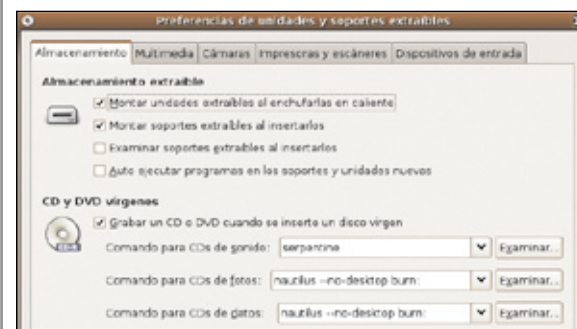 Preferencias de unidades y soportes extraíbles
Almacenamiento Multimedia Cámaras Impresoras y escáneres Dispositivos de entrada
Almacenamiento extraíble
Montar unidades extraíbles al enchufarlas en caliente
Montar soportes extraíbles al insertarlos
Examinar soportes extraíbles al insertarlos
Auto ejecutar programas en los soportes y unidades nuevos
CD y DVD vírgenes
Grabar un CD o DVD cuando se inserte un disco virgen
Comando para CDs de sonido: serpentine Examinar...
Comando para CDs de fotos: nautilus --no-desktop burn: Examinar...
Comando para CDs de datos: nautilus --no-desktop burn: Examinar...